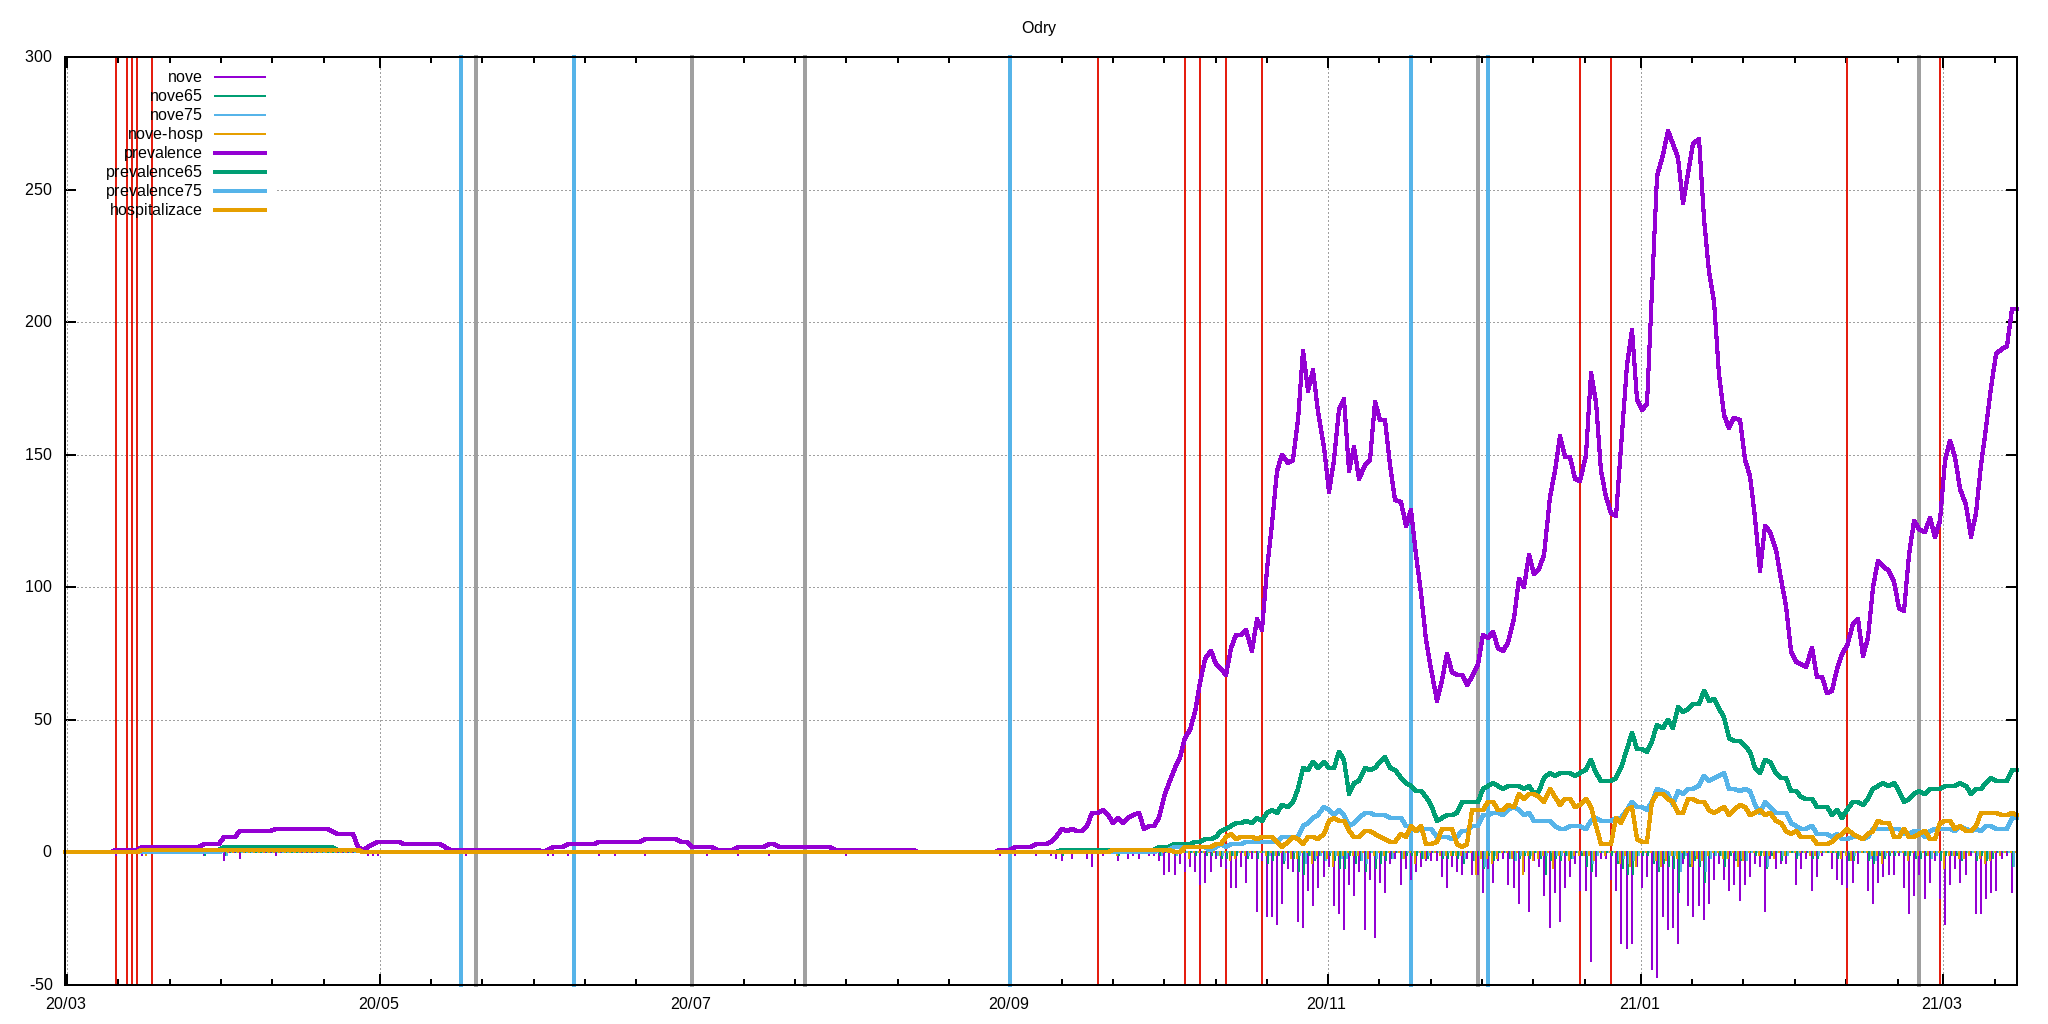 Odry
300
250
200
150
100
50
0
-50
nove
nove65
nove75
nove-hosp
prevalence
prevalence65
prevalence75
hospitalizace
20/03 20/05 20/07 20/09 20/11 21/01 21/03